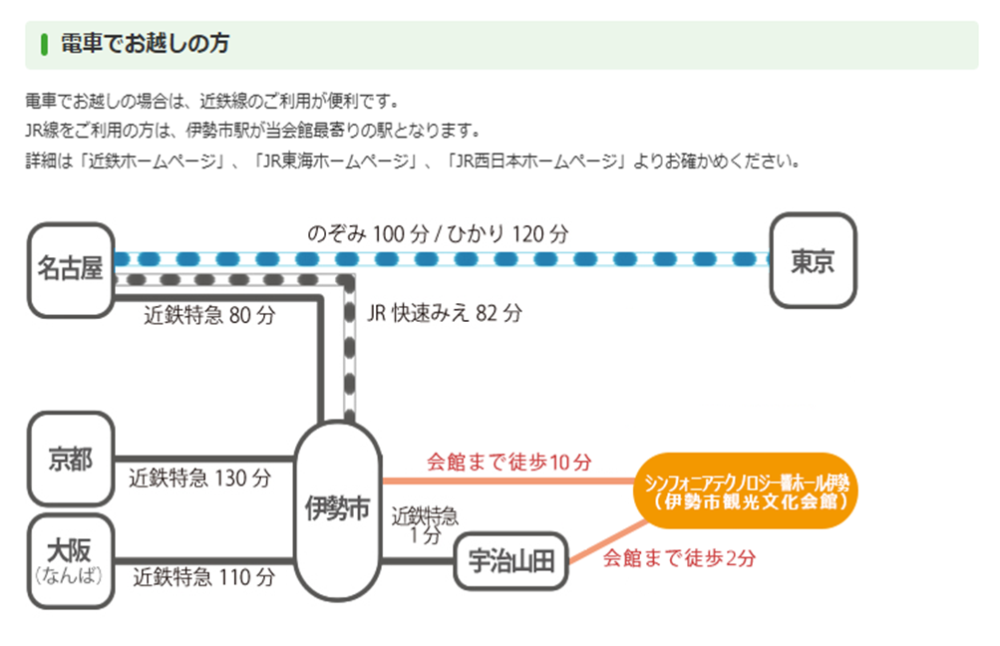 電車でお越しの方
電車でお越しの場合は、近鉄線のご利用が便利です。
JR線をご利用の方は、伊勢市駅が当会館最寄りの駅となります。
詳細は「近鉄ホームページ」、「JR東海ホームページ」、「JR西日本ホームページ」よりお確かめください。
のぞみ 100 分 / ひかり 120 分
名古屋
東京
近鉄特急 80 分
JR 快速みえ 82 分
京都
近鉄特急 130 分
伊勢市
会館まで徒歩10分
シンフォニアテクノロジー響ホール伊勢
(伊勢市観光文化会館)
近鉄特急
1分
大阪
(なんば)
近鉄特急 110 分
宇治山田
会館まで徒歩2分